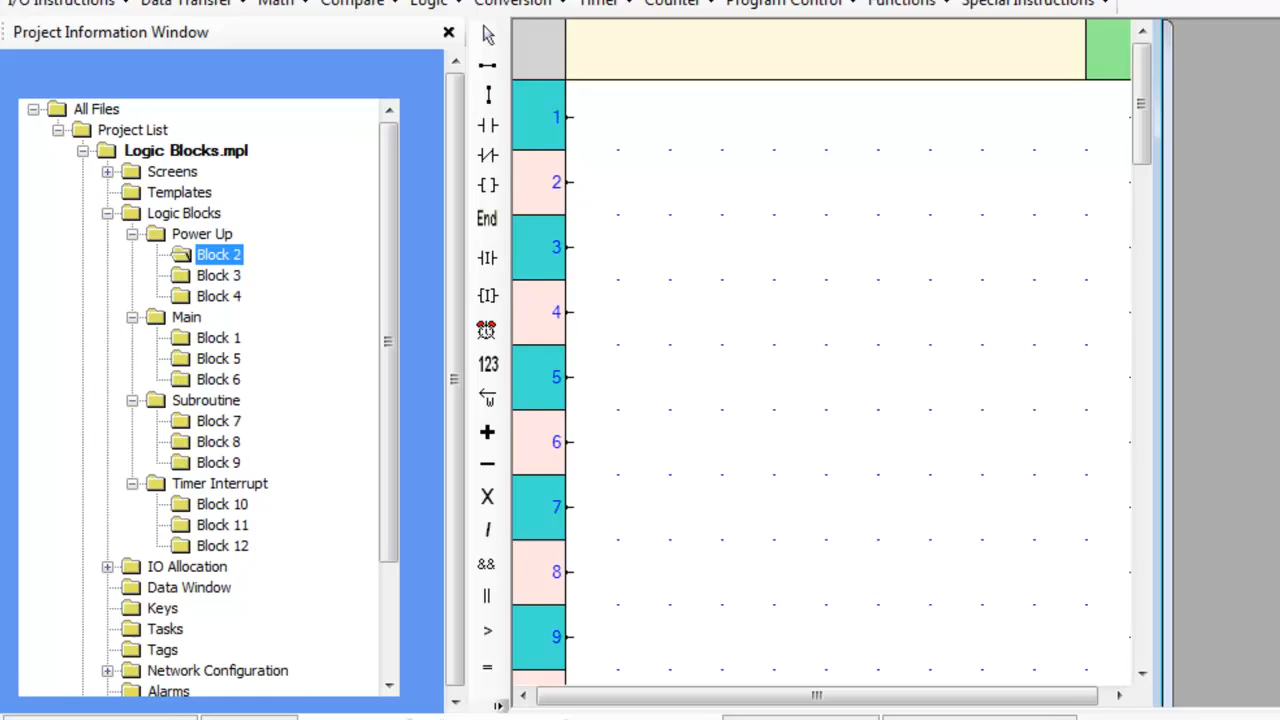 I/O Instructions Data Transfer Math Compare Logic Conversion Timer Counter Program Control Functions Special Instructions
Project Information Window
All Files
Project List
Logic Blocks.mpl
Screens
Templates
Logic Blocks
Power Up
Block 2
Block 3
Block 4
Main
Block 1
Block 5
Block 6
Subroutine
Block 7
Block 8
Block 9
Timer Interrupt
Block 10
Block 11
Block 12
IO Allocation
Data Window
Keys
Tasks
Tags
Network Configuration
Alarms
End
123
W
+
−
X
/
&&
||
>
=
1
2
3
4
5
6
7
8
9